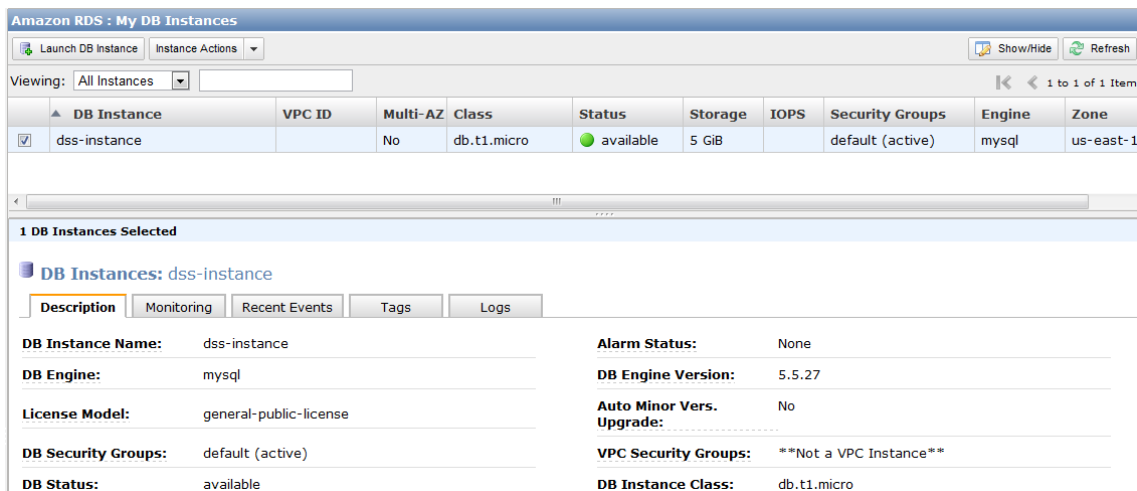 Amazon RDS : My DB Instances
Launch DB Instance Instance Actions Show/Hide Refresh
Viewing: All Instances 1 to 1 of 1 Item
DB Instance VPC ID Multi-AZ Class Status Storage IOPS Security Groups Engine Zone
dss-instance No db.t1.micro available 5 GiB default (active) mysql us-east-1
1 DB Instances Selected
DB Instances: dss-instance
Description Monitoring Recent Events Tags Logs
DB Instance Name: dss-instance Alarm Status: None
DB Engine: mysql DB Engine Version: 5.5.27
License Model: general-public-license Auto Minor Vers. No
Upgrade:
DB Security Groups: default (active) VPC Security Groups: **Not a VPC Instance**
DB Status: available DB Instance Class: db.t1.micro